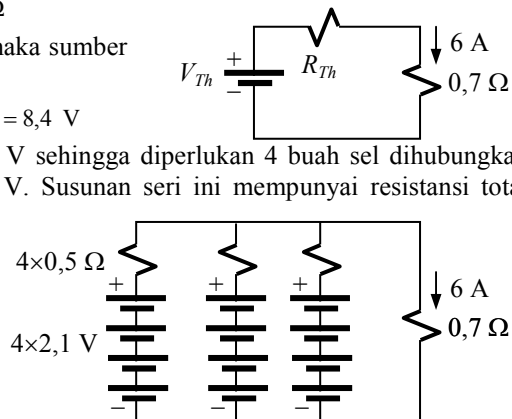 Ω
maka sumber
= 8,4 V
V_Th
+
−
R_Th
6 A
0,7 Ω
V sehingga diperlukan 4 buah sel dihubungka
V. Susunan seri ini mempunyai resistansi tota
4×0,5 Ω
4×2,1 V
+
−
+
−
+
−
6 A
0,7 Ω